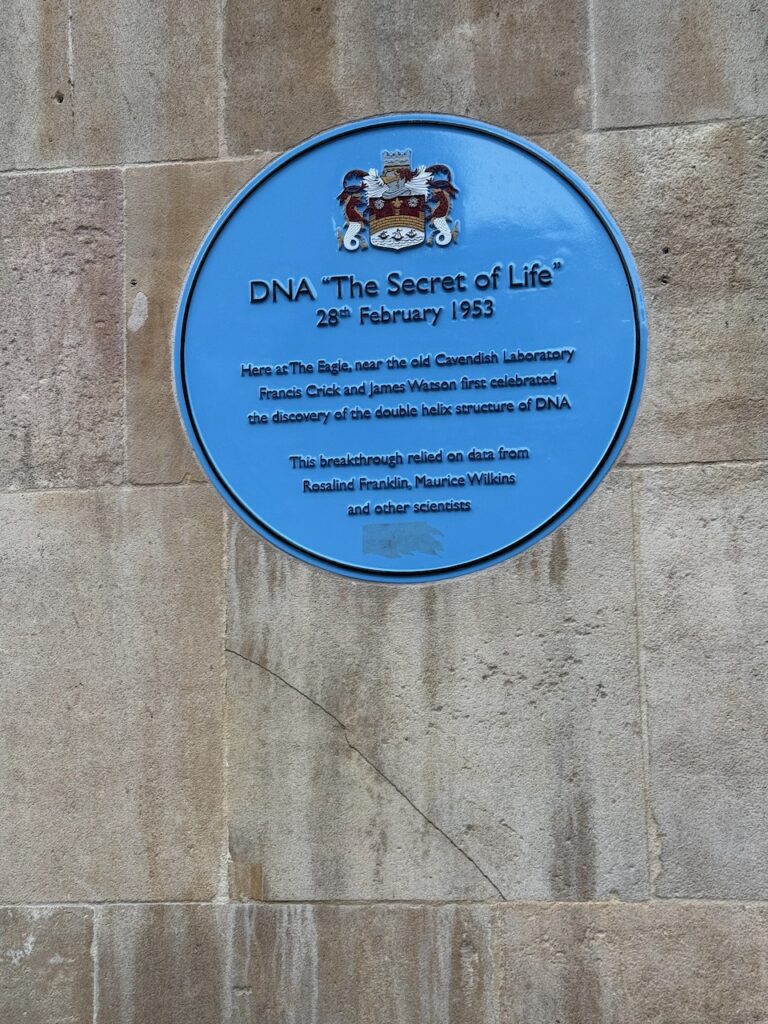 DNA "The Secret of Life"
28th February 1953
Here at The Eagle, near the old Cavendish Laboratory
Francis Crick and James Watson first celebrated
the discovery of the double helix structure of DNA
This breakthrough relied on data from
Rosalind Franklin, Maurice Wilkins
and other scientists